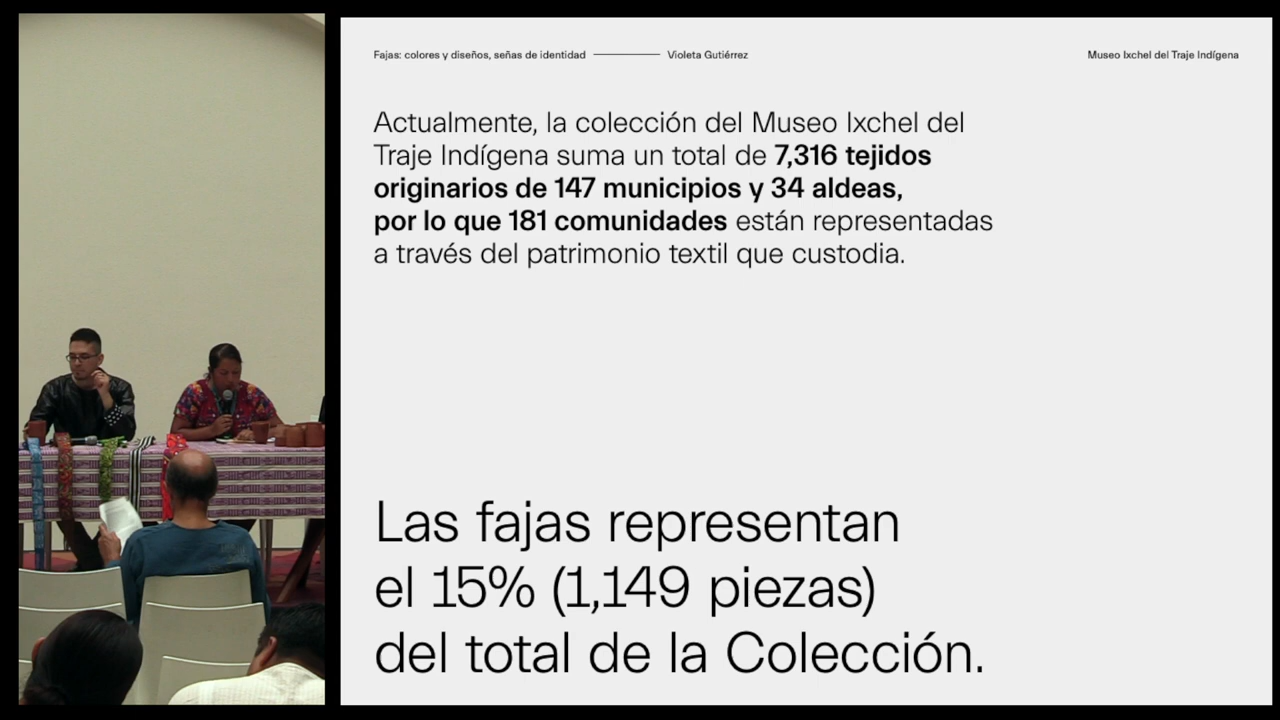 Fajas: colores y diseños, señas de identidad Violeta Gutiérrez Museo Ixchel del Traje Indígena
Actualmente, la colección del Museo Ixchel del
Traje Indígena suma un total de 7,316 tejidos
originarios de 147 municipios y 34 aldeas,
por lo que 181 comunidades están representadas
a través del patrimonio textil que custodia.
Las fajas representan
el 15% (1,149 piezas)
del total de la Colección.